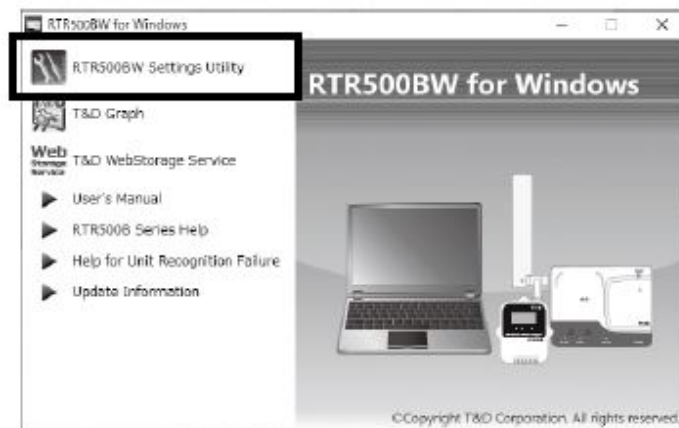 RTR500BW for Windows
RTR500BW Settings Utility
RTR500BW for Windows
T&D Graph
Web
Storage
Service
T&D WebStorage Service
User's Manual
RTR500B Series Help
Help for Unit Recognition Failure
Update Information
©Copyright T&D Corporation. All rights reserved.